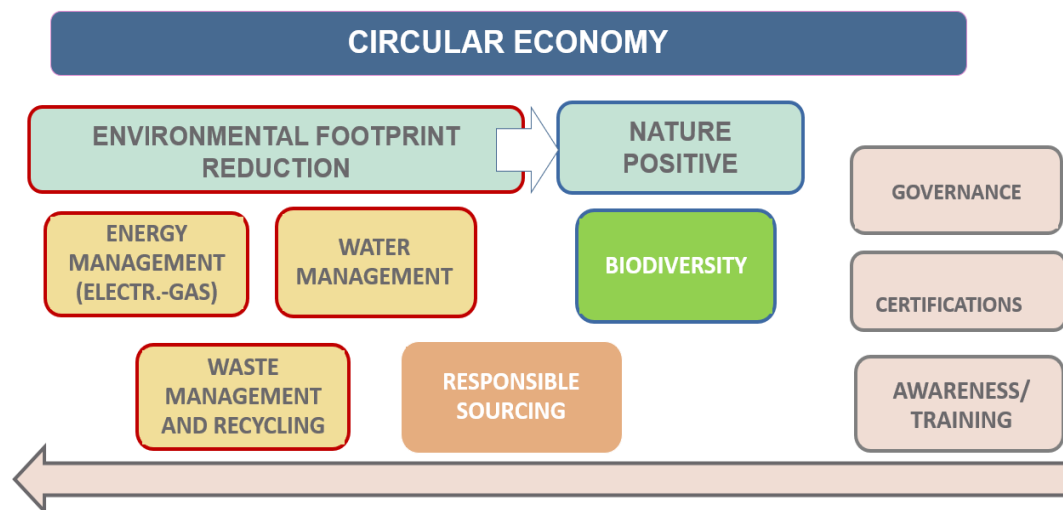 CIRCULAR ECONOMY
ENVIRONMENTAL FOOTPRINT
REDUCTION
NATURE
POSITIVE
GOVERNANCE
ENERGY
MANAGEMENT
(ELECTR.-GAS)
WATER
MANAGEMENT
BIODIVERSITY
CERTIFICATIONS
WASTE
MANAGEMENT
AND RECYCLING
RESPONSIBLE
SOURCING
AWARENESS/
TRAINING